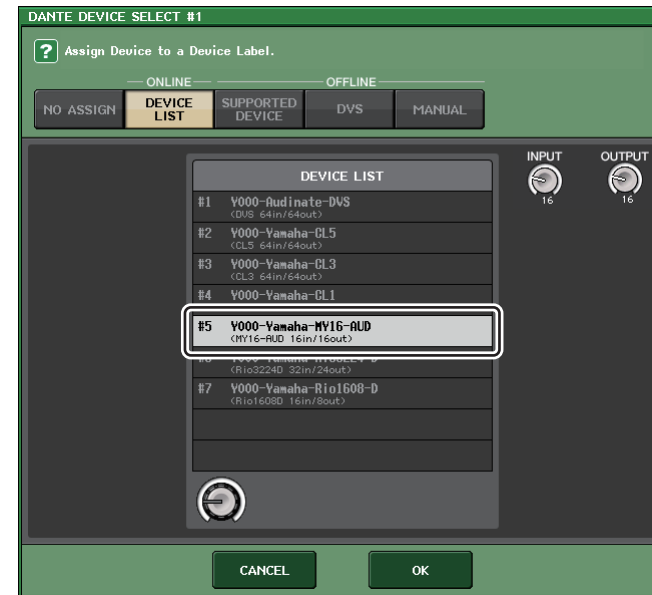 DANTE DEVICE SELECT #1
? Assign Device to a Device Label.
ONLINE OFFLINE
NO ASSIGN DEVICE LIST SUPPORTED DEVICE DVS MANUAL
INPUT OUTPUT
16 16
DEVICE LIST
#1 Y000-Audinate-DVS
(DVS 64in/64out)
#2 Y000-Yamaha-CL5
(CL5 64in/64out)
#3 Y000-Yamaha-CL3
(CL3 64in/64out)
#4 Y000-Yamaha-CL1
#5 Y000-Yamaha-MY16-AUD
(MY16-AUD 16in/16out)
(Rio3224D 32in/24out)
#7 Y000-Yamaha-Rio1608-D
(Rio1608D 16in/8out)
CANCEL OK